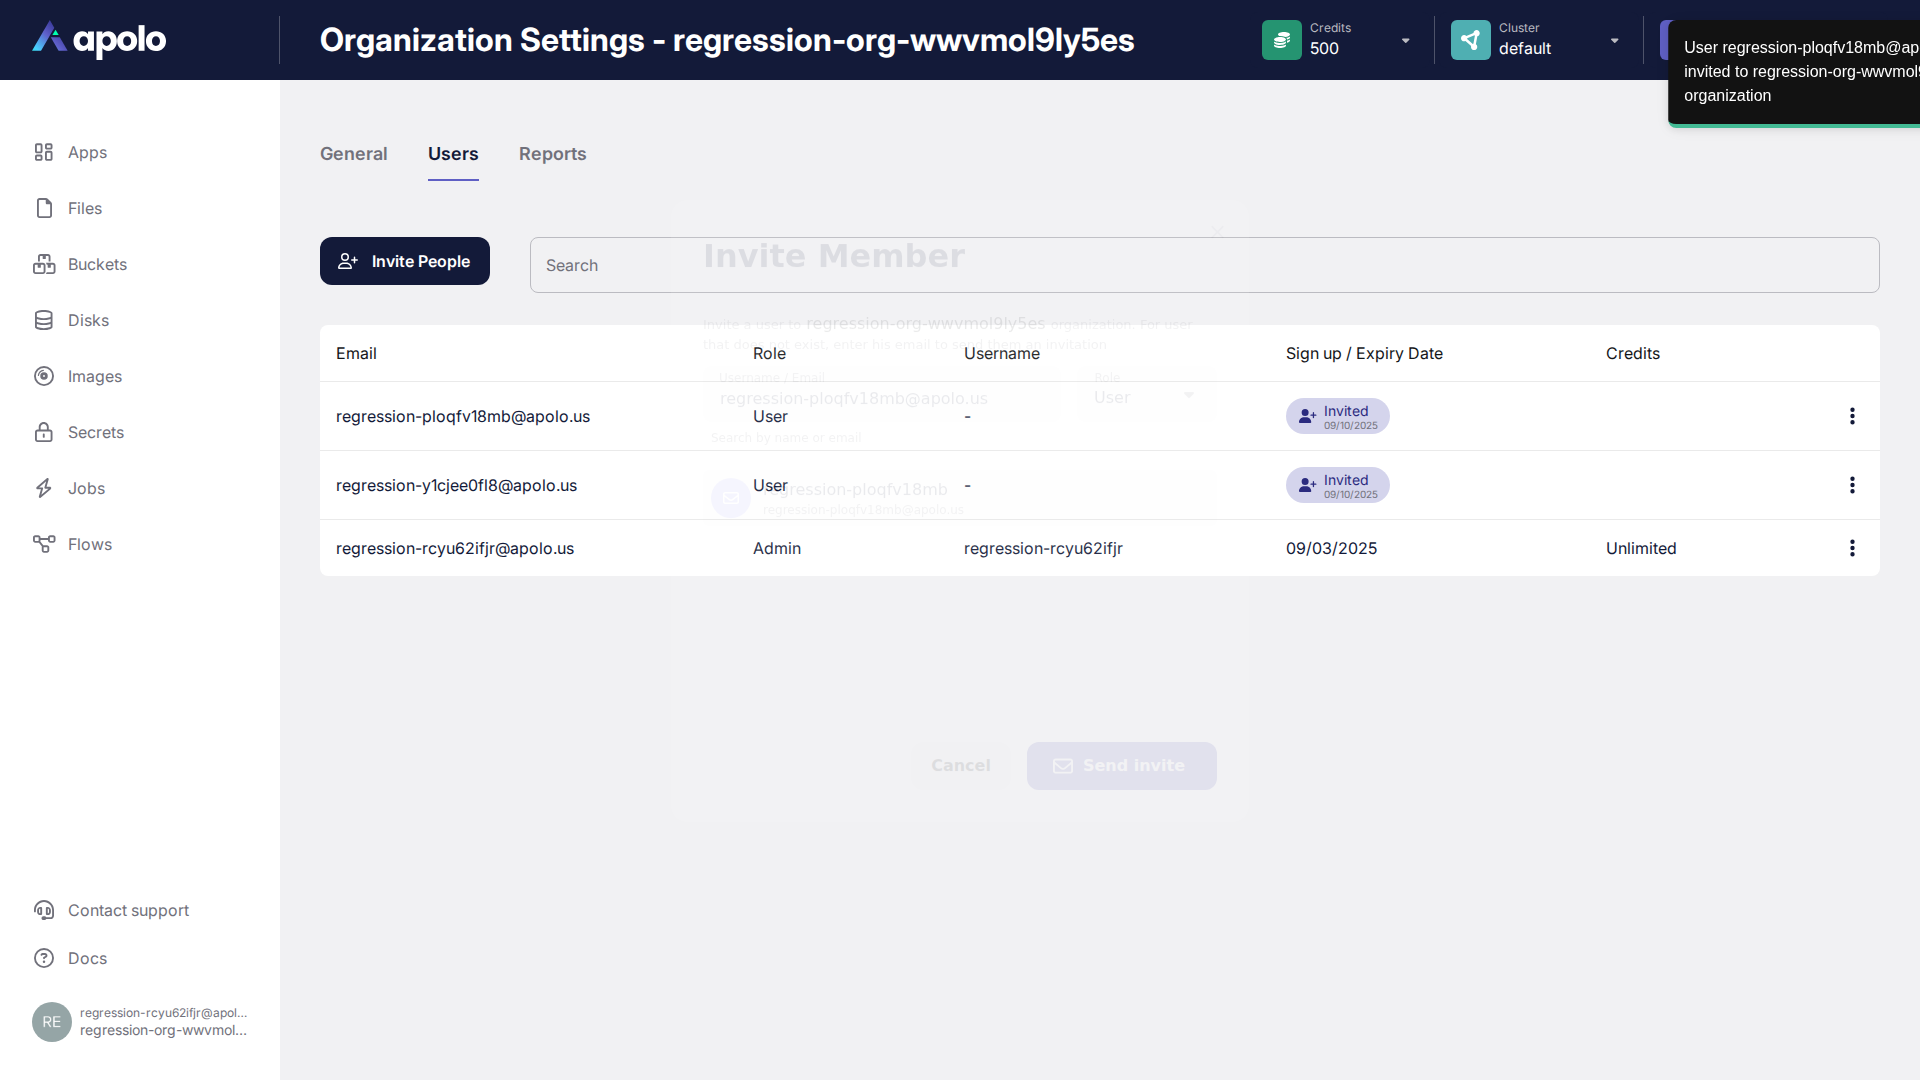 apolo
Organization Settings - regression-org-wwvmol9ly5es
Credits
500
Cluster
default
User regression-ploqfv18mb@ap
invited to regression-org-wwvmol9
organization
Apps
Files
Buckets
Disks
Images
Secrets
Jobs
Flows
Contact support
Docs
RE
regression-rcyu62ifjr@apol...
regression-org-wwvmol...
General
Users
Reports
Invite People
Search
Email
Role
Username
Sign up / Expiry Date
Credits
regression-ploqfv18mb@apolo.us
User
-
Invited
09/10/2025
regression-y1cjee0fl8@apolo.us
User
-
Invited
09/10/2025
regression-rcyu62ifjr@apolo.us
Admin
regression-rcyu62ifjr
09/03/2025
Unlimited
Invite Member
Invite a user to regression-org-wwvmol9ly5es organization. For user
that does not exist, enter his email to send them an invitation
Username / Email
regression-ploqfv18mb@apolo.us
Role
User
Search by name or email
regression-ploqfv18mb
regression-ploqfv18mb@apolo.us
Cancel
Send invite